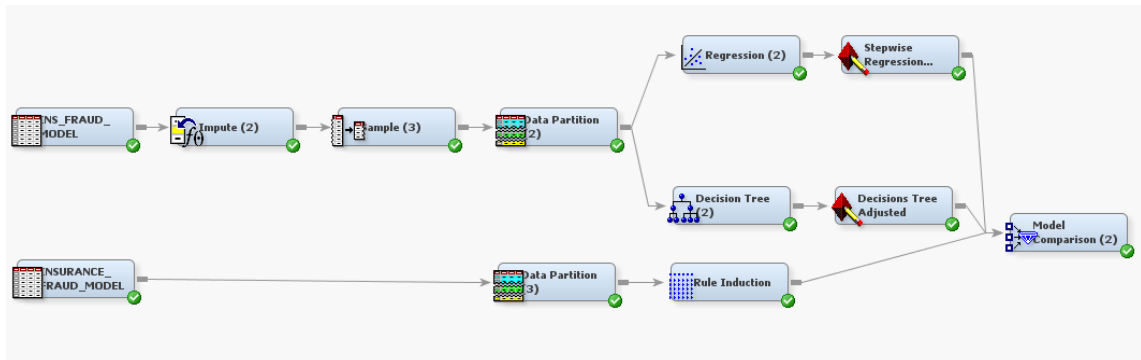 Regression (2)
Stepwise
Regression...
INS_FRAUD_
MODEL
Impute (2)
Sample (3)
Data Partition
(2)
Decision Tree
(2)
Decisions Tree
Adjusted
Model
Comparison (2)
INSURANCE_
FRAUD_MODEL
Data Partition
(3)
Rule Induction